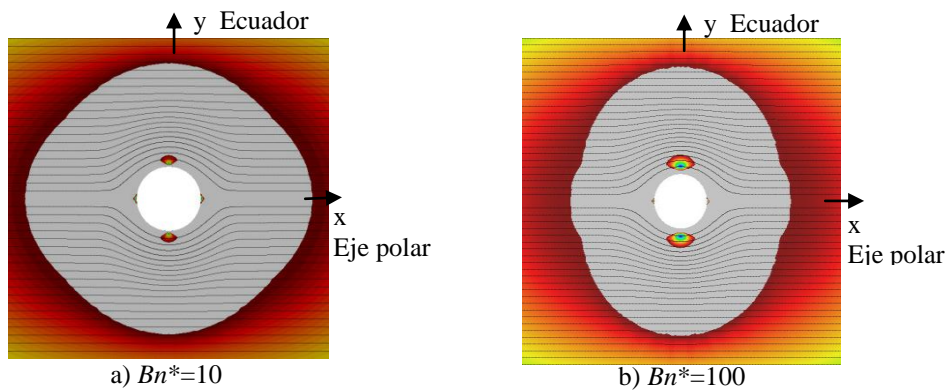 y Ecuador
x
Eje polar
a) Bn*=10
y Ecuador
x
Eje polar
b) Bn*=100